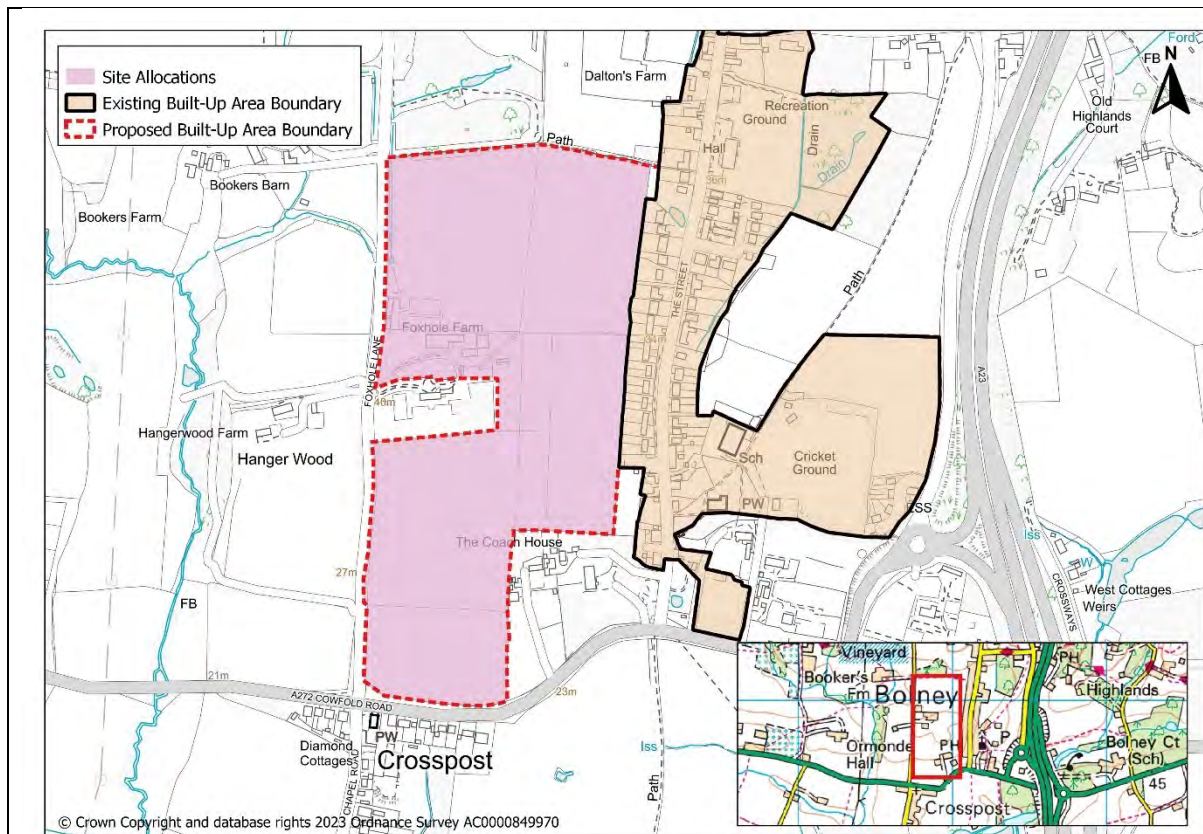 Site Allocations
Existing Built-Up Area Boundary
Proposed Built-Up Area Boundary
Dalton's Farm
Ford
FB
N
Recreation
Ground
Old
Highlands
Court
Hall
Drain
Drain
Path
36m
Bookers Barn
Bookers Farm
THE STREET
Path
Foxhole Farm
34m
A23
FOXHOLE LANE
46m
Hangerwood Farm
Hanger Wood
Sch
Cricket
Ground
PW
ESS
The Coach House
Iss
27m
W
West Cottages
Weirs
FB
CROSSWAYS
21m
A272 COWFOLD ROAD
23m
PW
Diamond
Cottages
Crosspost
CHAPEL ROAD
Iss
Path
Vineyard
PH
Booker's
Fm
Bolney
Highlands
Ormonde
Hall
PH
P
Bolney Ct
(Sch)
45
Crosspost
© Crown Copyright and database rights 2023 Ordnance Survey AC0000849970